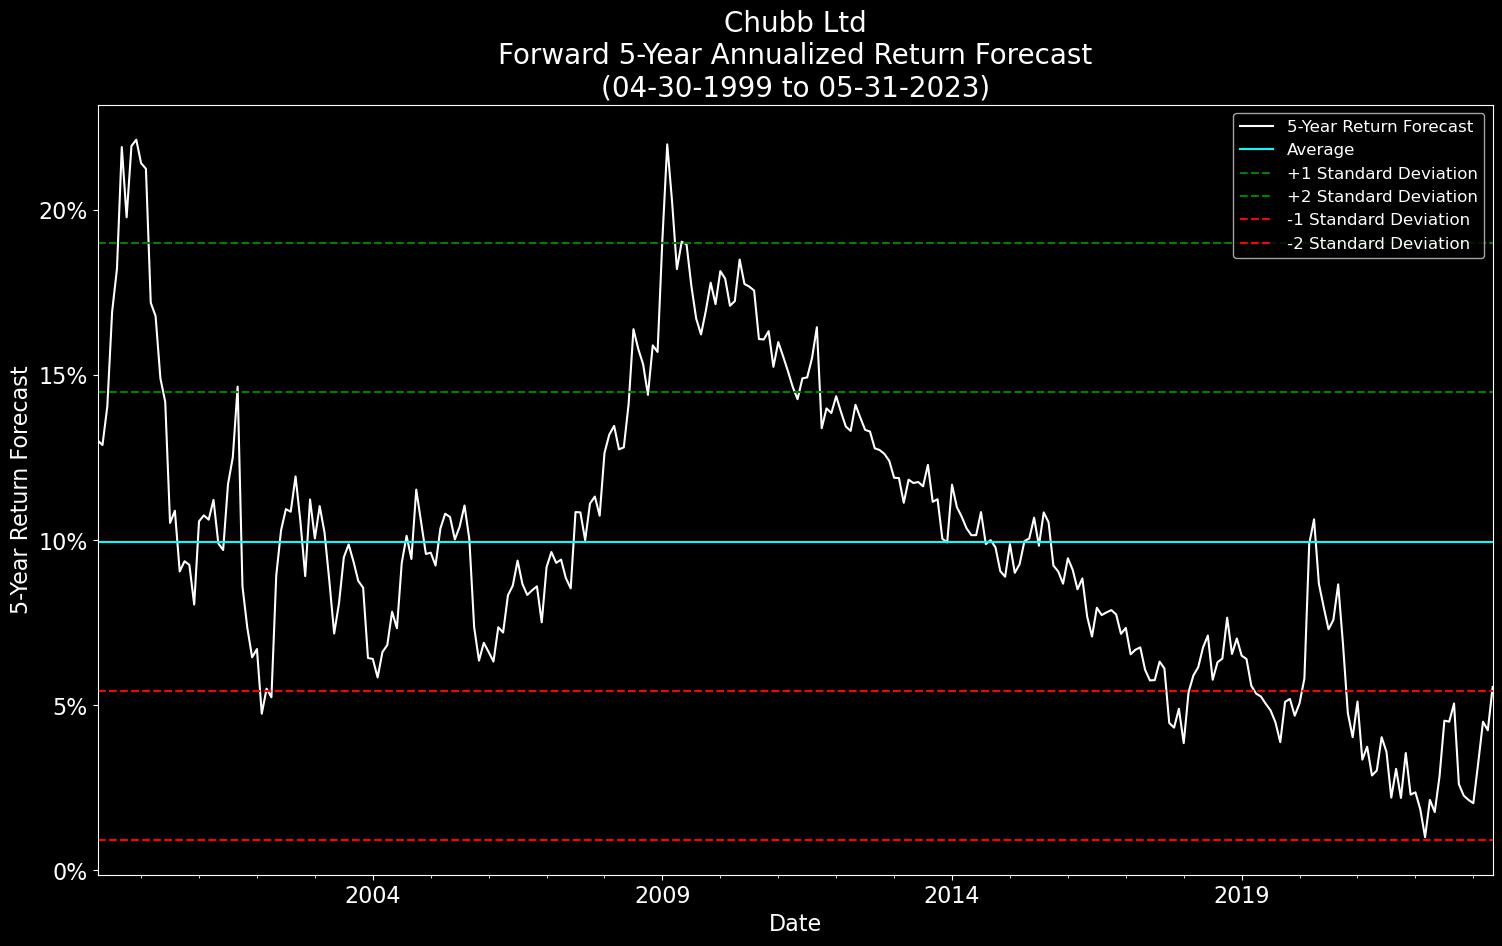 Chubb Ltd
Forward 5-Year Annualized Return Forecast
(04-30-1999 to 05-31-2023)
5-Year Return Forecast
Average
+1 Standard Deviation
+2 Standard Deviation
-1 Standard Deviation
-2 Standard Deviation
5-Year Return Forecast
20%
15%
10%
5%
0%
2004
2009
2014
2019
Date